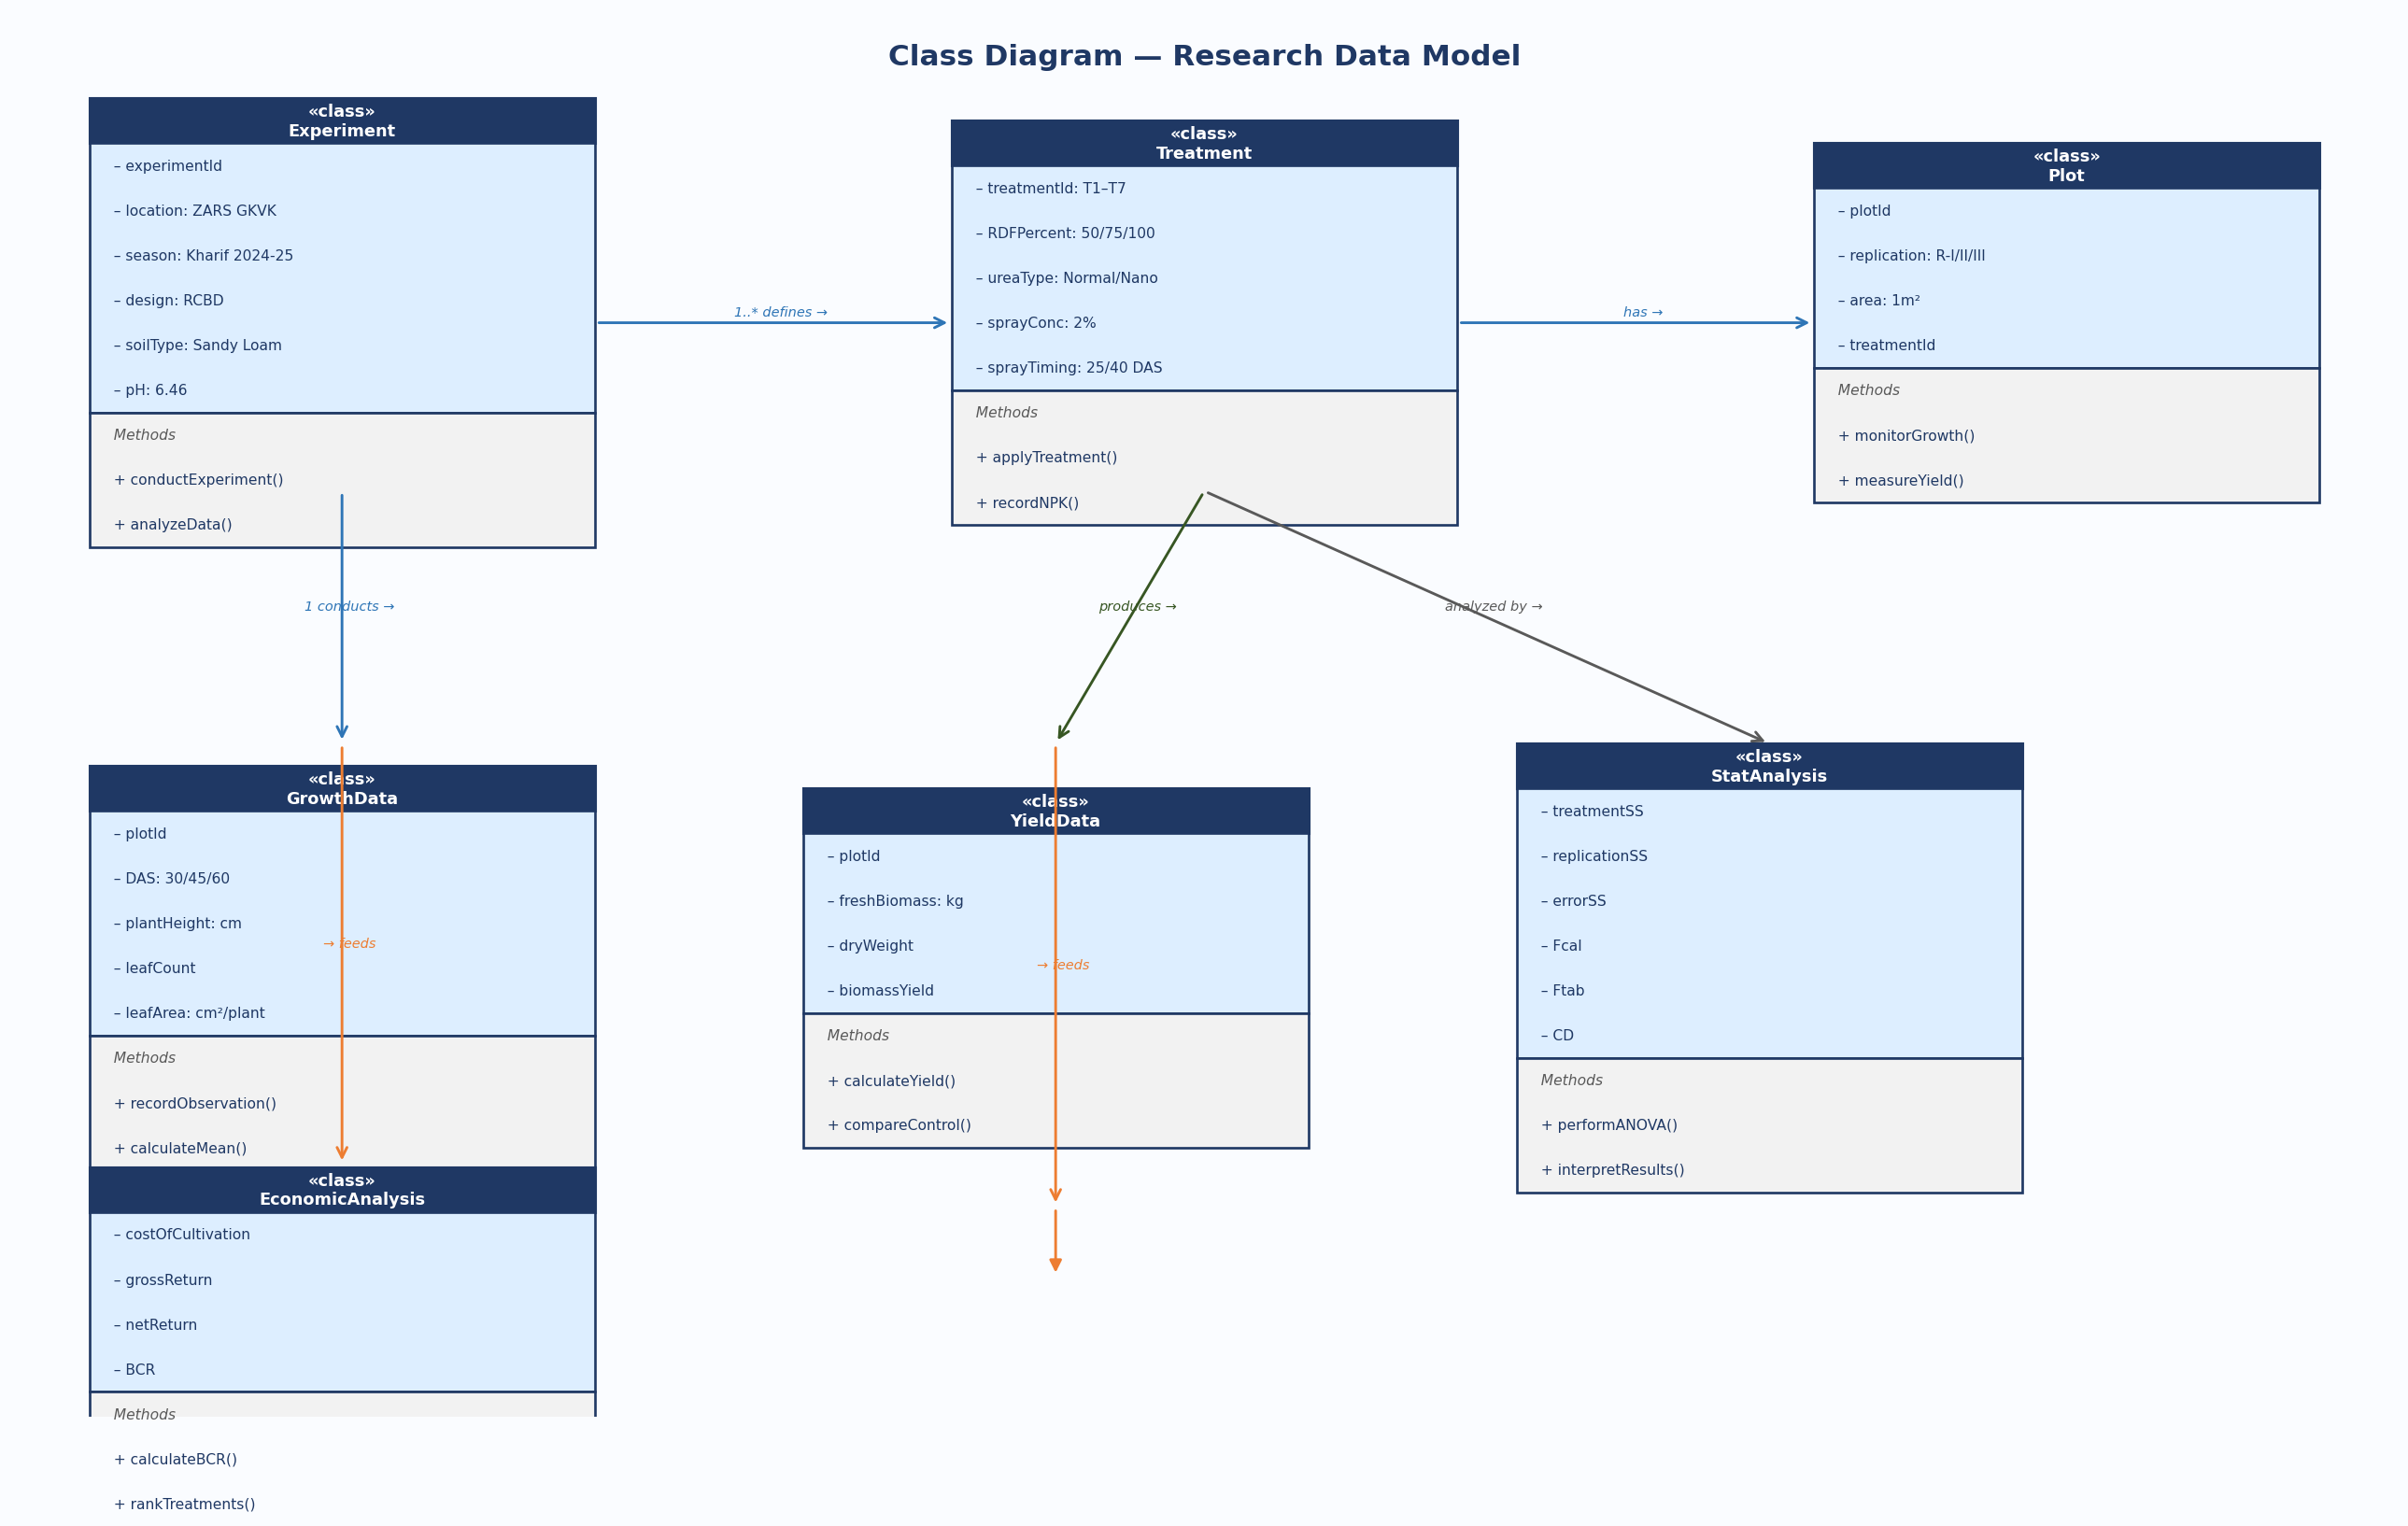 Class Diagram — Research Data Model
«class»
Experiment
– experimentId
– location: ZARS GKVK
– season: Kharif 2024-25
– design: RCBD
– soilType: Sandy Loam
– pH: 6.46
Methods
+ conductExperiment()
+ analyzeData()
1..* defines →
«class»
Treatment
– treatmentId: T1–T7
– RDFPercent: 50/75/100
– ureaType: Normal/Nano
– sprayConc: 2%
– sprayTiming: 25/40 DAS
Methods
+ applyTreatment()
+ recordNPK()
has →
«class»
Plot
– plotId
– replication: R-I/II/III
– area: 1m²
– treatmentId
Methods
+ monitorGrowth()
+ measureYield()
1 conducts →
produces →
analyzed by →
«class»
GrowthData
– plotId
– DAS: 30/45/60
– plantHeight: cm
– leafCount
– leafArea: cm²/plant
Methods
+ recordObservation()
+ calculateMean()
→ feeds
«class»
YieldData
– plotId
– freshBiomass: kg
– dryWeight
– biomassYield
Methods
+ calculateYield()
+ compareControl()
→ feeds
«class»
StatAnalysis
– treatmentSS
– replicationSS
– errorSS
– Fcal
– Ftab
– CD
Methods
+ performANOVA()
+ interpretResults()
«class»
EconomicAnalysis
– costOfCultivation
– grossReturn
– netReturn
– BCR
Methods
+ calculateBCR()
+ rankTreatments()